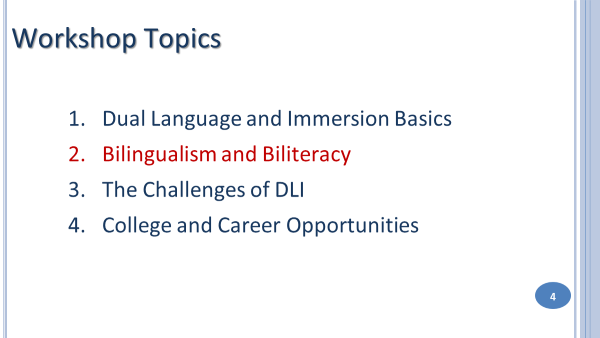 Workshop Topics
1. Dual Language and Immersion Basics
2. Bilingualism and Biliteracy
3. The Challenges of DLI
4. College and Career Opportunities
4